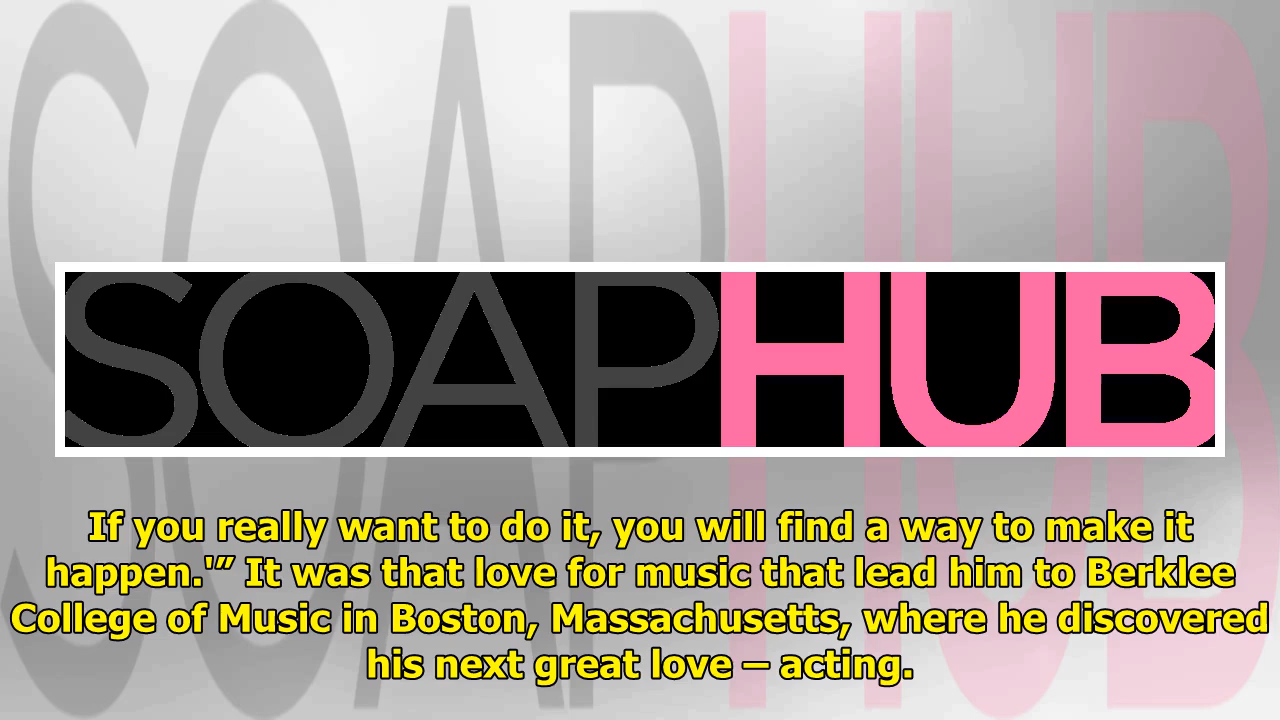 SOAPHUB
SOAPHUB
If you really want to do it, you will find a way to make it
happen.'” It was that love for music that lead him to Berklee
College of Music in Boston, Massachusetts, where he discovered
his next great love – acting.